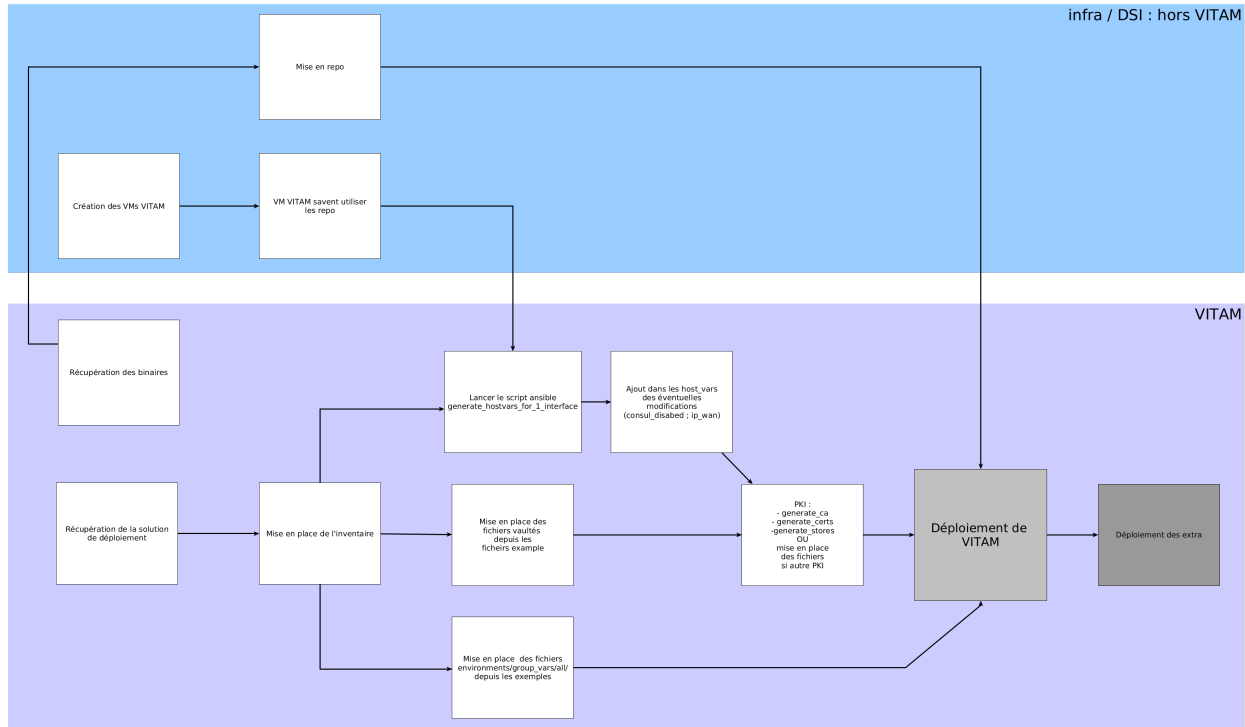 infra / DSI : hors VITAM
Mise en repo
Création des VMs VITAM
VM VITAM savent utiliser
les repo
VITAM
Récupération des binaires
Lancer le script ansible
generate_hostvars_for_1_interface
Ajout dans les host_vars
des éventuelles
modifications
(consul_disabed ; ip_wan)
Récupération de la solution
de déploiement
Mise en place de l'inventaire
Mise en place des
fichiers vaultés
depuis les
ficheirs example
PKI :
- generate_ca
- generate_certs
-generate_stores
OU
mise en place
des fichiers
si autre PKI
Déploiement de
VITAM
Déploiement des extra
Mise en place  des fichiers
environments/group_vars/all/
depuis les exemples